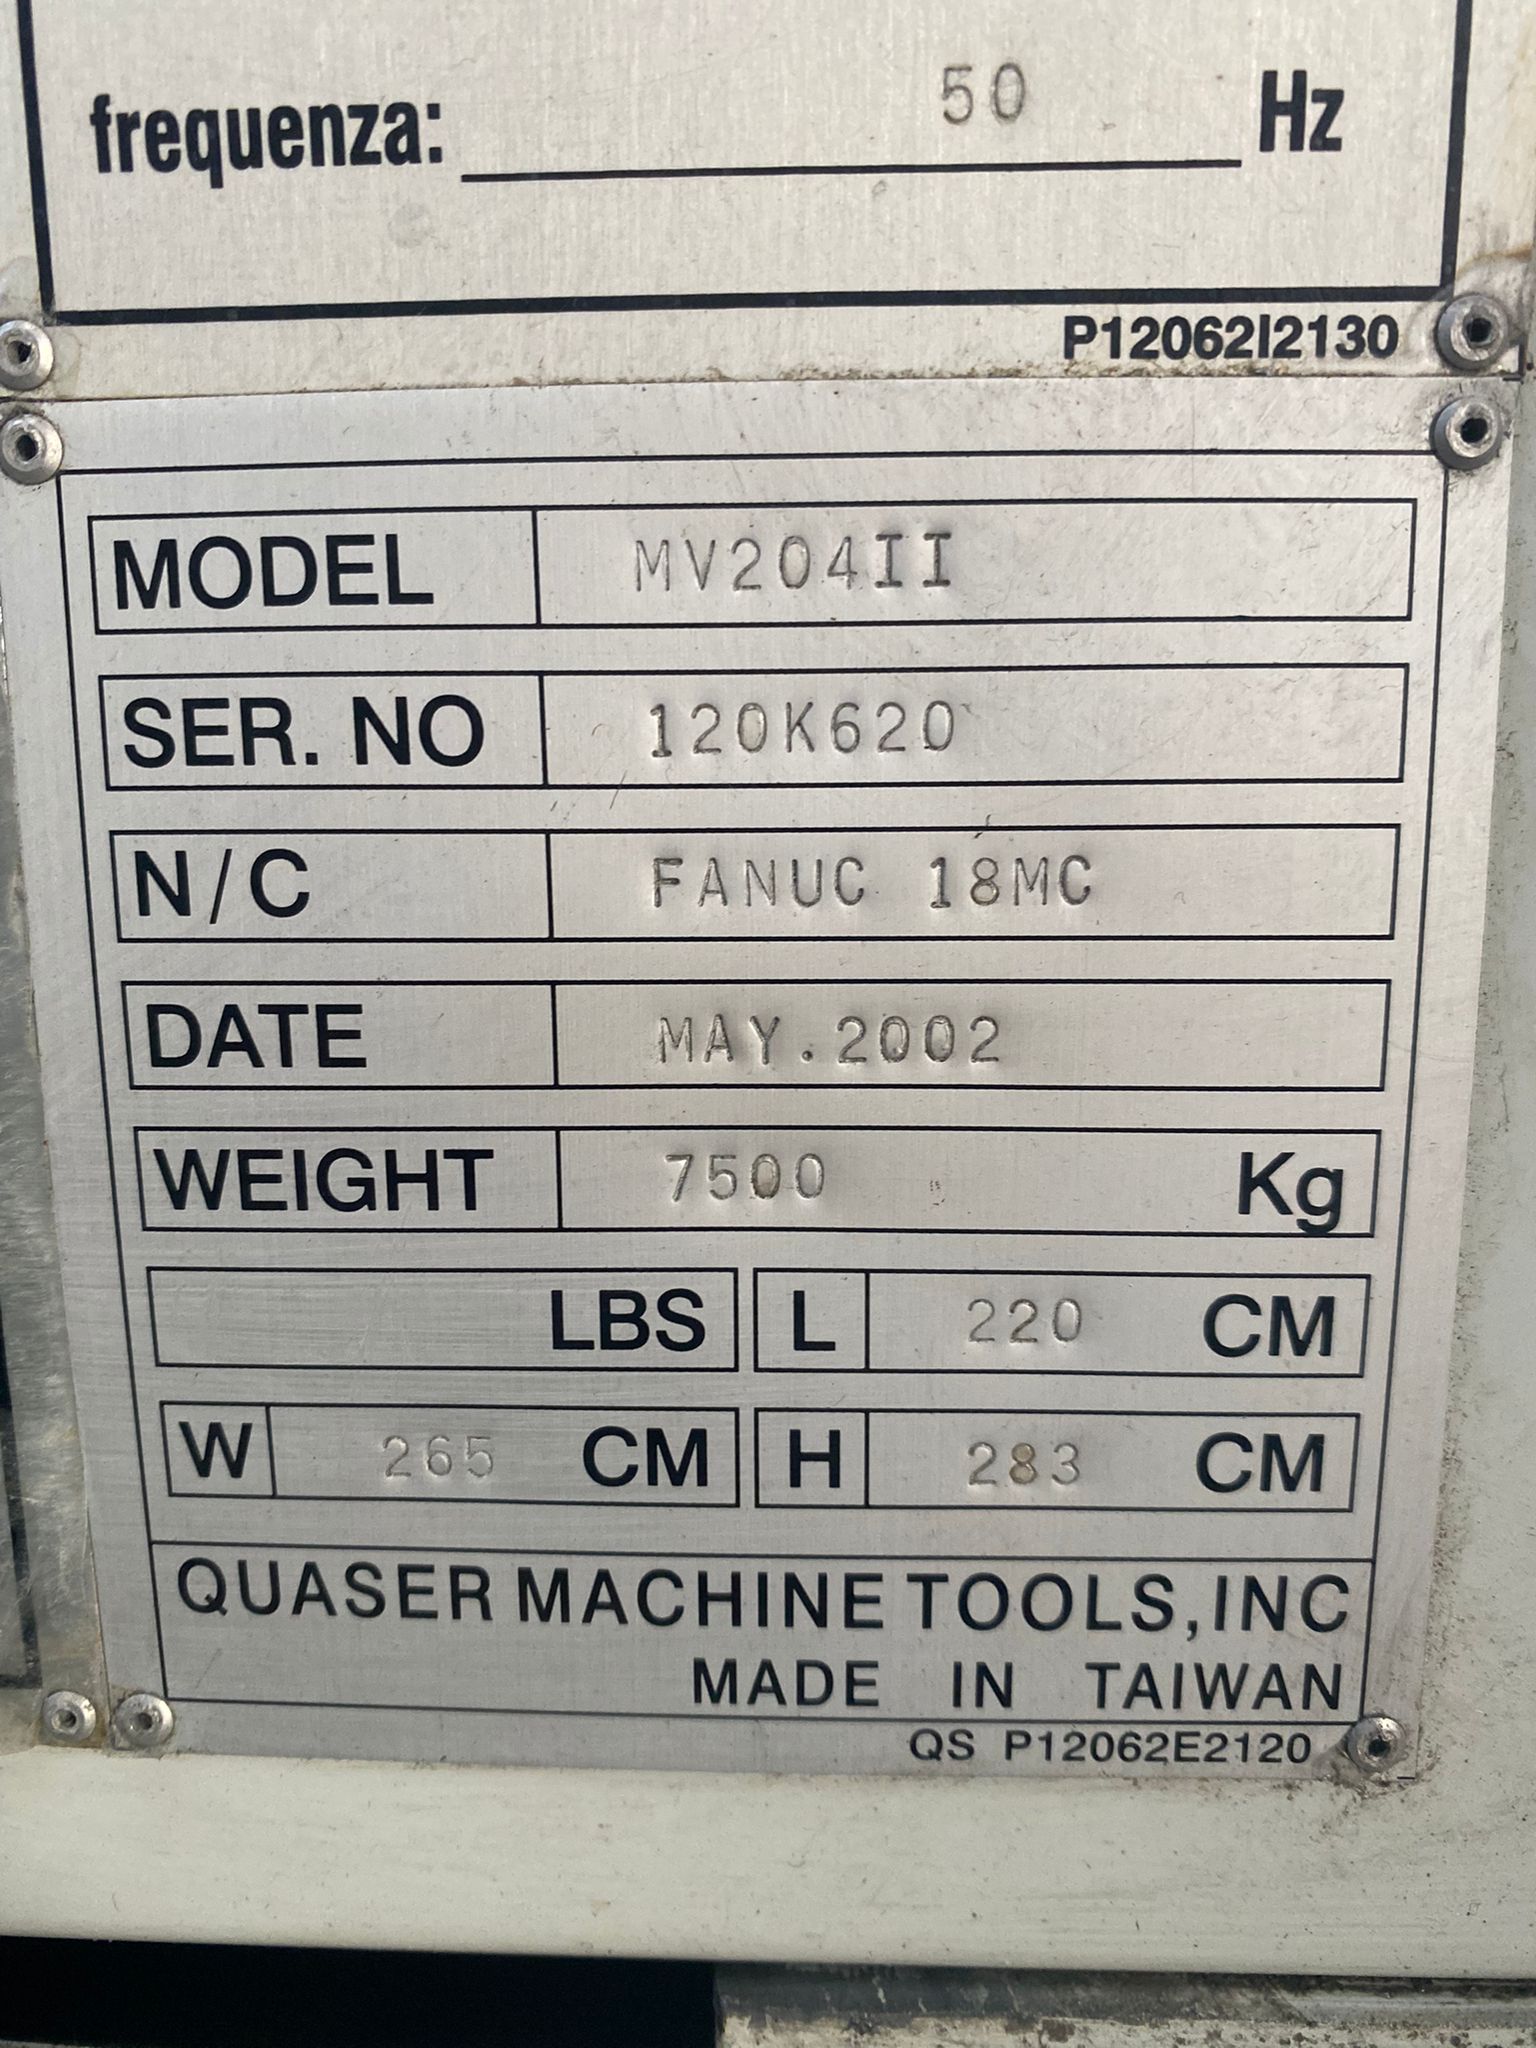 frequenza: 50 Hz
P12062I2130
MODEL MV204II
SER. NO 120K620
N/C FANUC 18MC
DATE MAY.2002
WEIGHT 7500 Kg
LBS L 220 CM
W 265 CM H 283 CM
QUASER MACHINE TOOLS,INC
MADE IN TAIWAN
QS P12062E2120